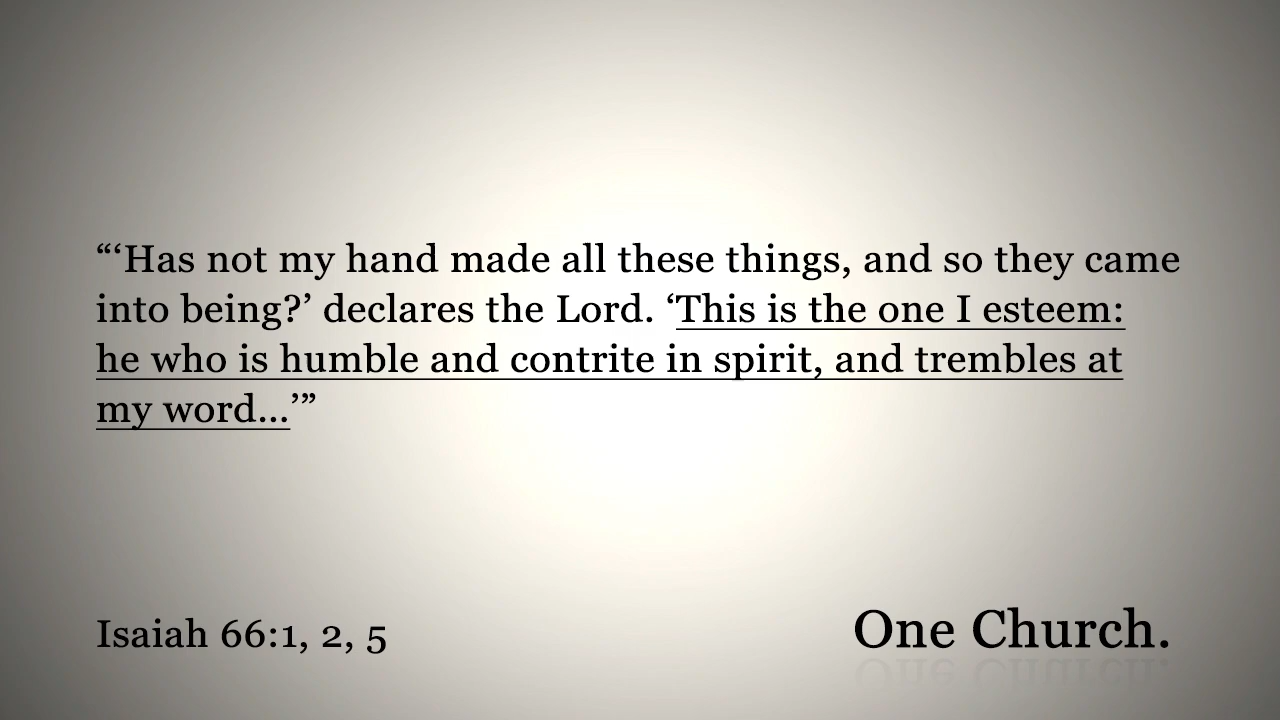 “‘Has not my hand made all these things, and so they came
into being?’ declares the Lord. ‘This is the one I esteem:
he who is humble and contrite in spirit, and trembles at
my word...’”
Isaiah 66:1, 2, 5
One Church.